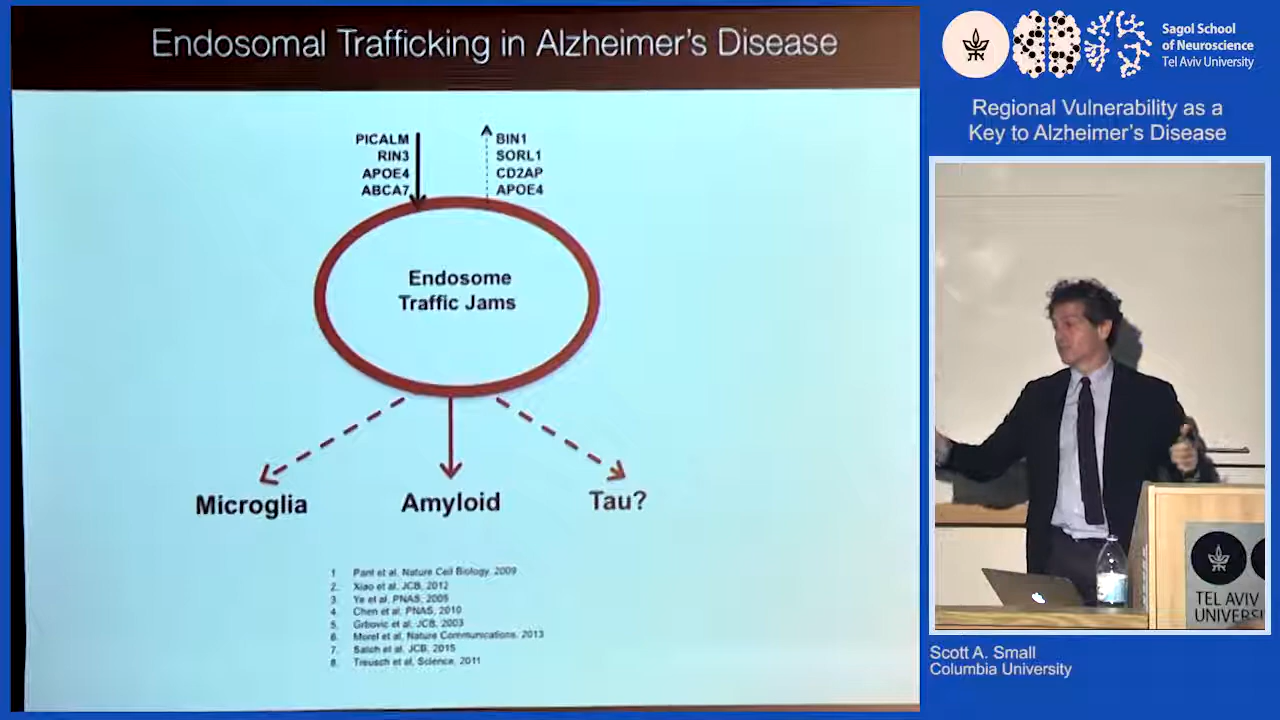 Endosomal Trafficking in Alzheimer's Disease
PICALM
RIN3
APOE4
ABCA7
BIN1
SORL1
CD2AP
APOE4
Endosome
Traffic Jams
Microglia
Amyloid
Tau?
1 Pant et al. Nature Cell Biology, 2009
2. Xiao et al, JCB, 2012
3 Ye et al, PNAS, 2005
4 Chen et al, PNAS, 2010
5. Grbovic et al, JCB, 2003
6 Morel et al, Nature Communications, 2013
7. et al, JCB, 2015
8. Treusch et al, Science, 2011
Sagol School
of Neuroscience
Tel Aviv University
Regional Vulnerability as a
Key to Alzheimer's Disease
TEL AVIV
UNIVERSI
Scott A. Small
Columbia University